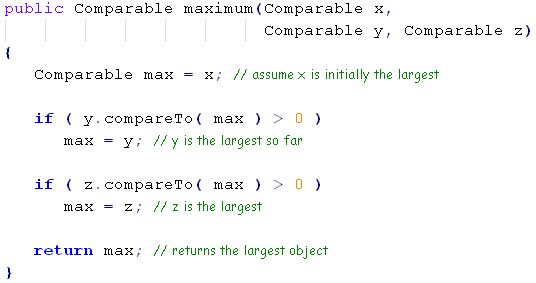 public Comparable maximum(Comparable x,
Comparable y, Comparable z)
{
Comparable max = x; // assume x is initially the largest
if ( y.compareTo( max ) > 0 )
max = y; // y is the largest so far
if ( z.compareTo( max ) > 0 )
max = z; // z is the largest
return max; // returns the largest object
}